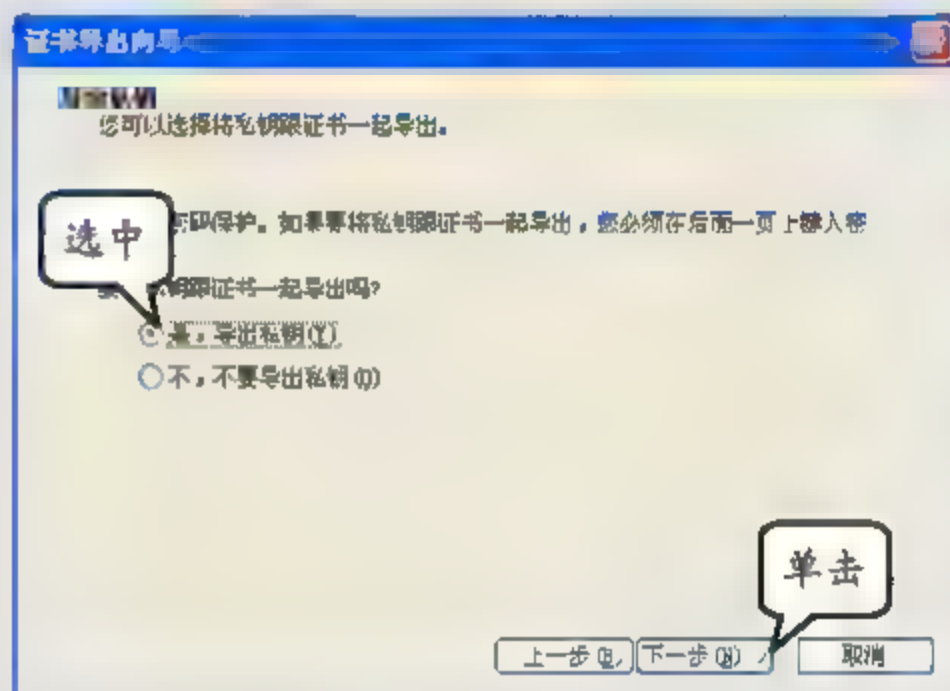 证书导出向导
您可以选择将私钥跟证书一起导出。
选中
码保护。如果要将私钥跟证书一起导出，您必须在后面一页上键入密
钥跟证书一起导出吗?
是，导出私钥(Y)
不，不要导出私钥(O)
单击
上一步(B)
下一步(N)
取消